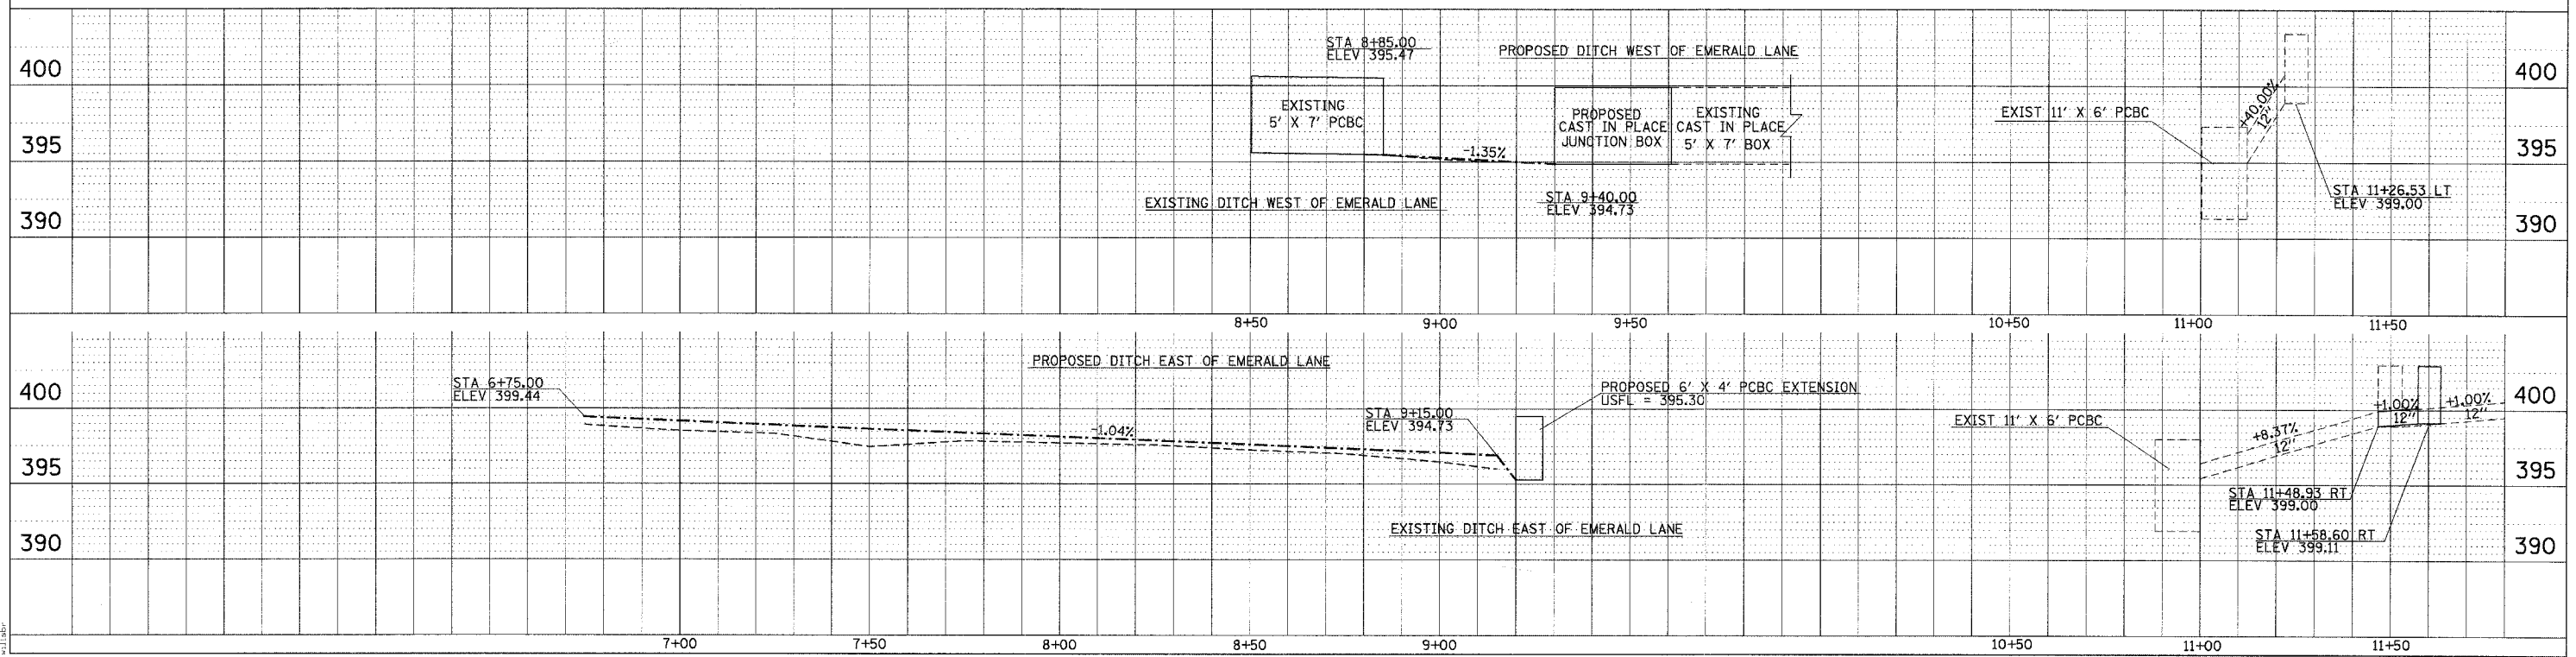 STA 8+85.00
ELEV 395.47
PROPOSED DITCH WEST OF EMERALD LANE
400
400
EXISTING
5' X 7' PCBC
PROPOSED
CAST IN PLACE
JUNCTION BOX
EXISTING
CAST IN PLACE
5' X 7' BOX
EXIST 11' X 6' PCBC
+40.00%
12"
395
-1.35%
395
STA 11+26.53 LT
ELEV 399.00
EXISTING DITCH WEST OF EMERALD LANE
STA 9+40.00
ELEV 394.73
390
390
8+50
9+00
9+50
10+50
11+00
11+50
PROPOSED DITCH EAST OF EMERALD LANE
STA 6+75.00
ELEV 399.44
PROPOSED 6' X 4' PCBC EXTENSION
USFL = 395.30
400
400
STA 9+15.00
ELEV 394.73
-1.04%
EXIST 11' X 6' PCBC
+8.37%
12"
+1.00%
12"
+1.00%
12"
395
395
STA 11+48.93 RT
ELEV 399.00
EXISTING DITCH EAST OF EMERALD LANE
STA 11+58.60 RT
ELEV 399.11
390
390
7+00
7+50
8+00
8+50
9+00
10+50
11+00
11+50